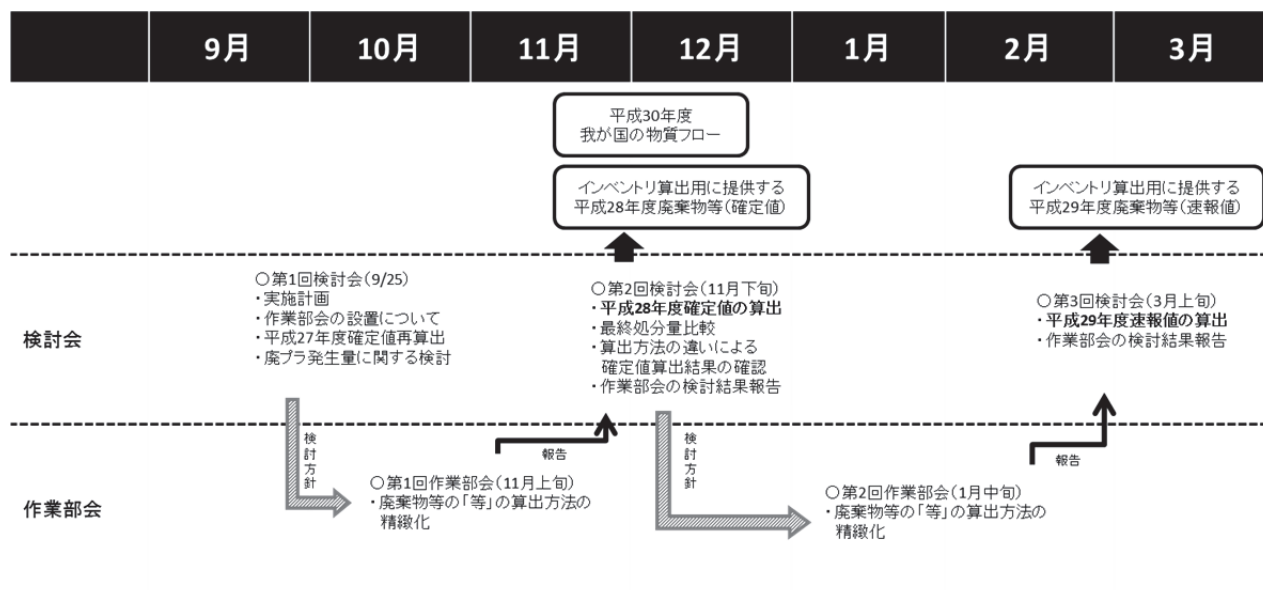 9月 10月 11月 12月 1月 2月 3月
平成30年度
我が国の物質フロー
インベントリ算出用に提供する
平成28年度廃棄物等(確定値)
インベントリ算出用に提供する
平成29年度廃棄物等(速報値)
検討会
○第1回検討会(9/25)
・実施計画
・作業部会の設置について
・平成27年度確定値再算出
・廃プラ発生量に関する検討
○第2回検討会(11月下旬)
・平成28年度確定値の算出
・最終処分量比較
・算出方法の違いによる
確定値算出結果の確認
・作業部会の検討結果報告
○第3回検討会(3月上旬)
・平成29年度速報値の算出
・作業部会の検討結果報告
検討方針
報告
検討方針
報告
作業部会
○第1回作業部会(11月上旬)
・廃棄物等の「等」の算出方法の
精緻化
○第2回作業部会(1月中旬)
・廃棄物等の「等」の算出方法の
精緻化